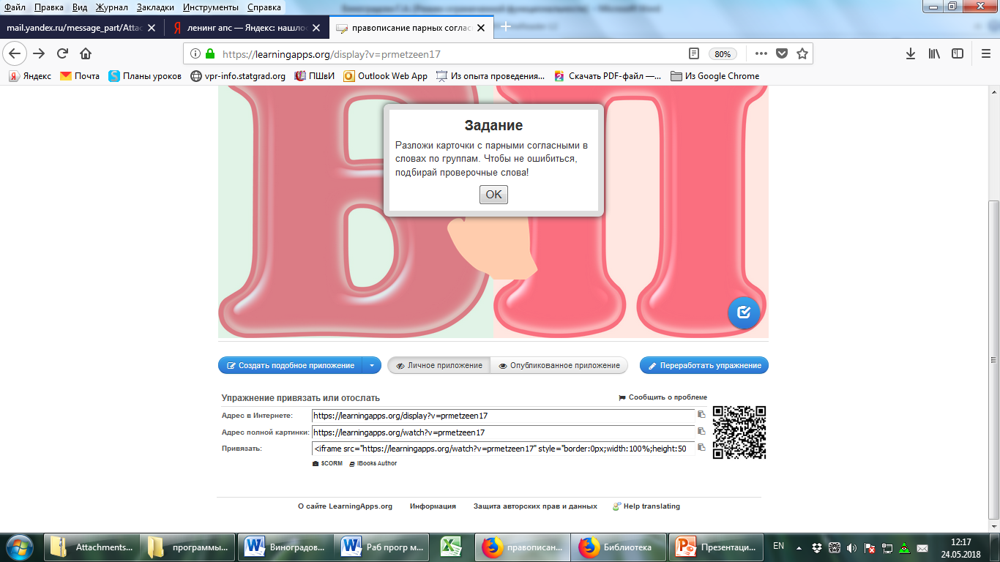 Файл Правка Вид Журнал Закладки Инструменты Справка
mail.yandex.ru/message_part/Attac
ленинг апс — Яндекс: нашло
правописание парных соглас
https://learningapps.org/display?v=prmetzeen17 80%
Яндекс Почта Планы уроков vpr-info.statgrad.org ПШвИ Outlook Web App Из опыта проведения... Скачать PDF-файл —... Из Google Chrome
В П
Задание
Разложи карточки с парными согласными в
словах по группам. Чтобы не ошибиться,
подбирай проверочные слова!
OK
Создать подобное приложение Личное приложение Опубликованное приложение Переработать упражнение
Упражнение привязать или отослать Сообщить о проблеме
Адрес в Интернете: https://learningapps.org/display?v=prmetzeen17
Адрес полной картинки: https://learningapps.org/watch?v=prmetzeen17
Привязать: <iframe src="https://learningapps.org/watch?v=prmetzeen17" style="border:0px;width:100%;height:50
SCORM iBooks Author
О сайте LearningApps.org Информация Защита авторских прав и данных Help translating
Attachments... программы... Виноградов... Раб прогр м... правописан... Библиотека Презентаци... EN 12:17
24.05.2018